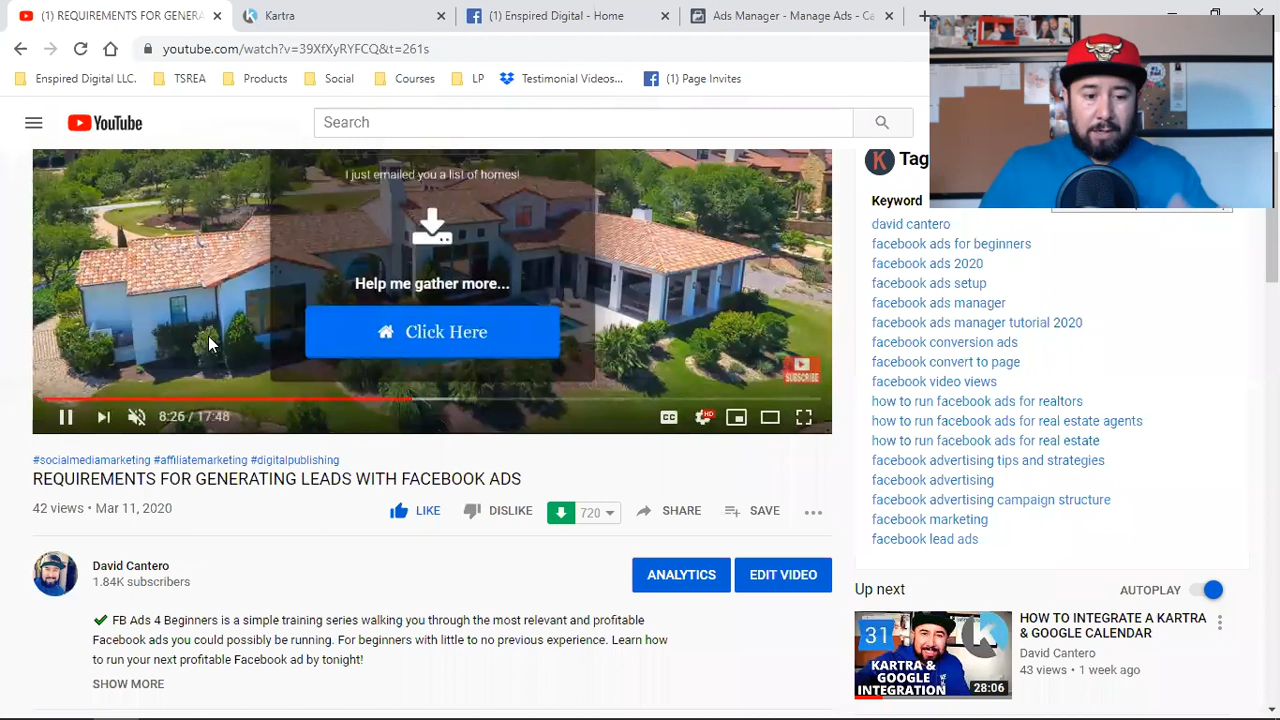 (1) REQUIREMENTS FOR GENERA
Kartra
(1) Enspired Digital - Home
Ads Manager - Manage Ads - Ca
youtube.com/watch?v=39XfXyRYFCQ&t=261s
Enspired Digital LLC.
TSREA
Product
Social
Courses
LP
Testimonial Videos...
(1) Page Invites
YouTube
Search
I just emailed you a list of homes!
Help me gather more...
Click Here
SUBSCRIBE
8:26 / 17:48
CC
HD
#socialmediamarketing #affiliatemarketing #digitalpublishing
REQUIREMENTS FOR GENERATING LEADS WITH FACEBOOK ADS
42 views • Mar 11, 2020
LIKE
DISLIKE
720
SHARE
SAVE
David Cantero
1.84K subscribers
ANALYTICS
EDIT VIDEO
FB Ads 4 Beginners is a simple training series walking you through the most relevant and profitable
Facebook ads you could possibly be running. For beginners with little to no previous experience. Learn how
to run your next profitable Facebook ad by tonight!
SHOW MORE
K Tag
Keyword
david cantero
facebook ads for beginners
facebook ads 2020
facebook ads setup
facebook ads manager
facebook ads manager tutorial 2020
facebook conversion ads
facebook convert to page
facebook video views
how to run facebook ads for realtors
how to run facebook ads for real estate agents
how to run facebook ads for real estate
facebook advertising tips and strategies
facebook advertising
facebook advertising campaign structure
facebook marketing
facebook lead ads
Up next
AUTOPLAY
31
KARTRA
& GOOGLE
INTEGRATION
28:06
HOW TO INTEGRATE A KARTRA
& GOOGLE CALENDAR
David Cantero
43 views • 1 week ago